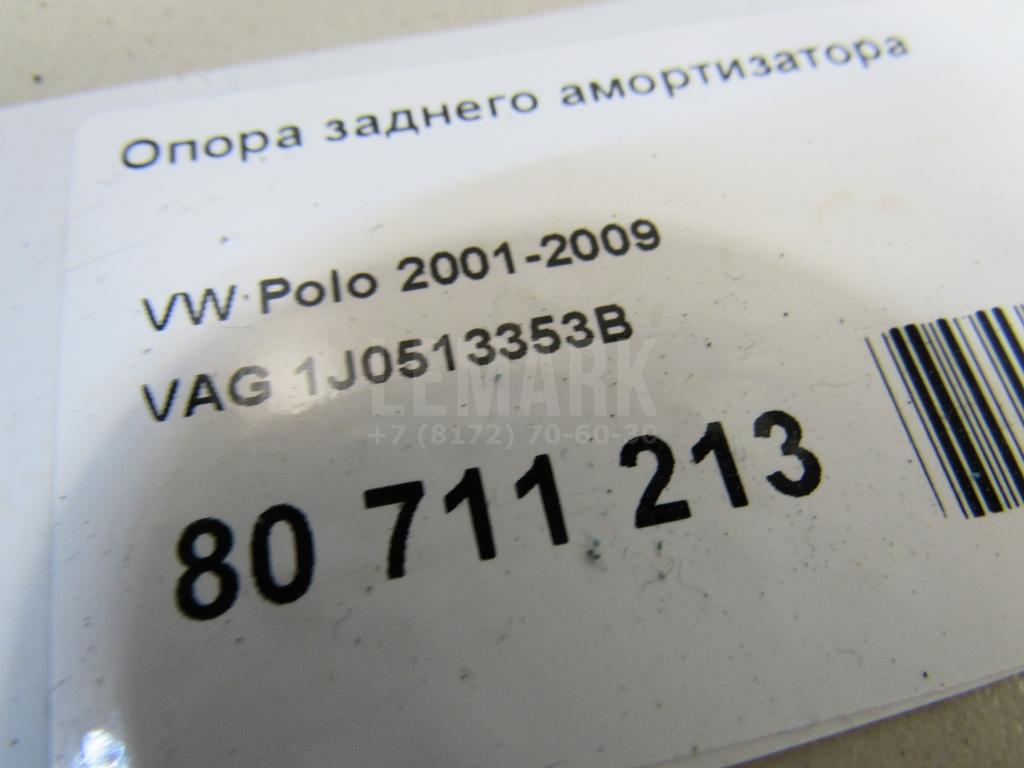 Опора заднего амортизатора
VW Polo 2001-2009
VAG 1J0513353B
LEMARK
+7 (8172) 70-60-30
80 711 213